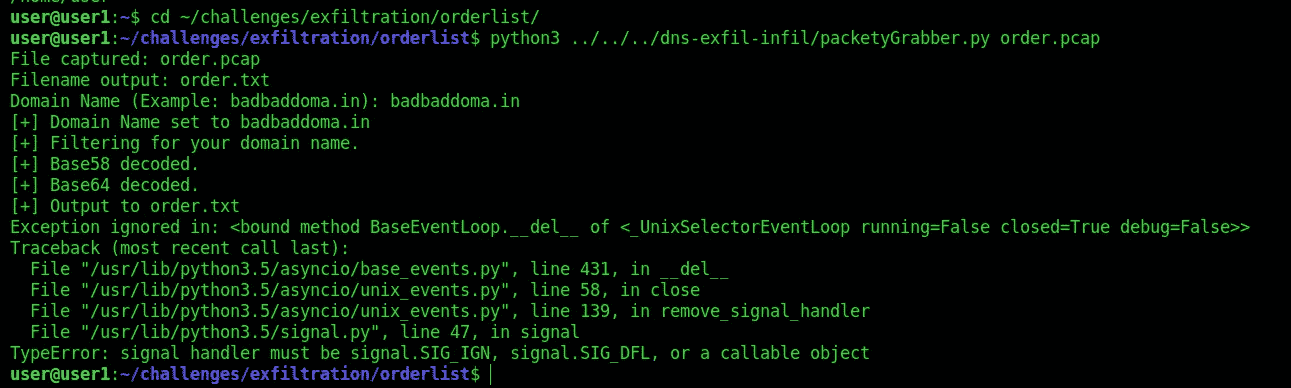 /home/user
user@user1:~$ cd ~/challenges/exfiltration/orderlist/
user@user1:~/challenges/exfiltration/orderlist$ python3 ../../../dns-exfil-infil/packetyGrabber.py order.pcap
File captured: order.pcap
Filename output: order.txt
Domain Name (Example: badbaddoma.in): badbaddoma.in
[+] Domain Name set to badbaddoma.in
[+] Filtering for your domain name.
[+] Base58 decoded.
[+] Base64 decoded.
[+] Output to order.txt
Exception ignored in: <bound method BaseEventLoop.__del__ of <_UnixSelectorEventLoop running=False closed=True debug=False>>
Traceback (most recent call last):
  File "/usr/lib/python3.5/asyncio/base_events.py", line 431, in __del__
  File "/usr/lib/python3.5/asyncio/unix_events.py", line 58, in close
  File "/usr/lib/python3.5/asyncio/unix_events.py", line 139, in remove_signal_handler
  File "/usr/lib/python3.5/signal.py", line 47, in signal
TypeError: signal handler must be signal.SIG_IGN, signal.SIG_DFL, or a callable object
user@user1:~/challenges/exfiltration/orderlist$